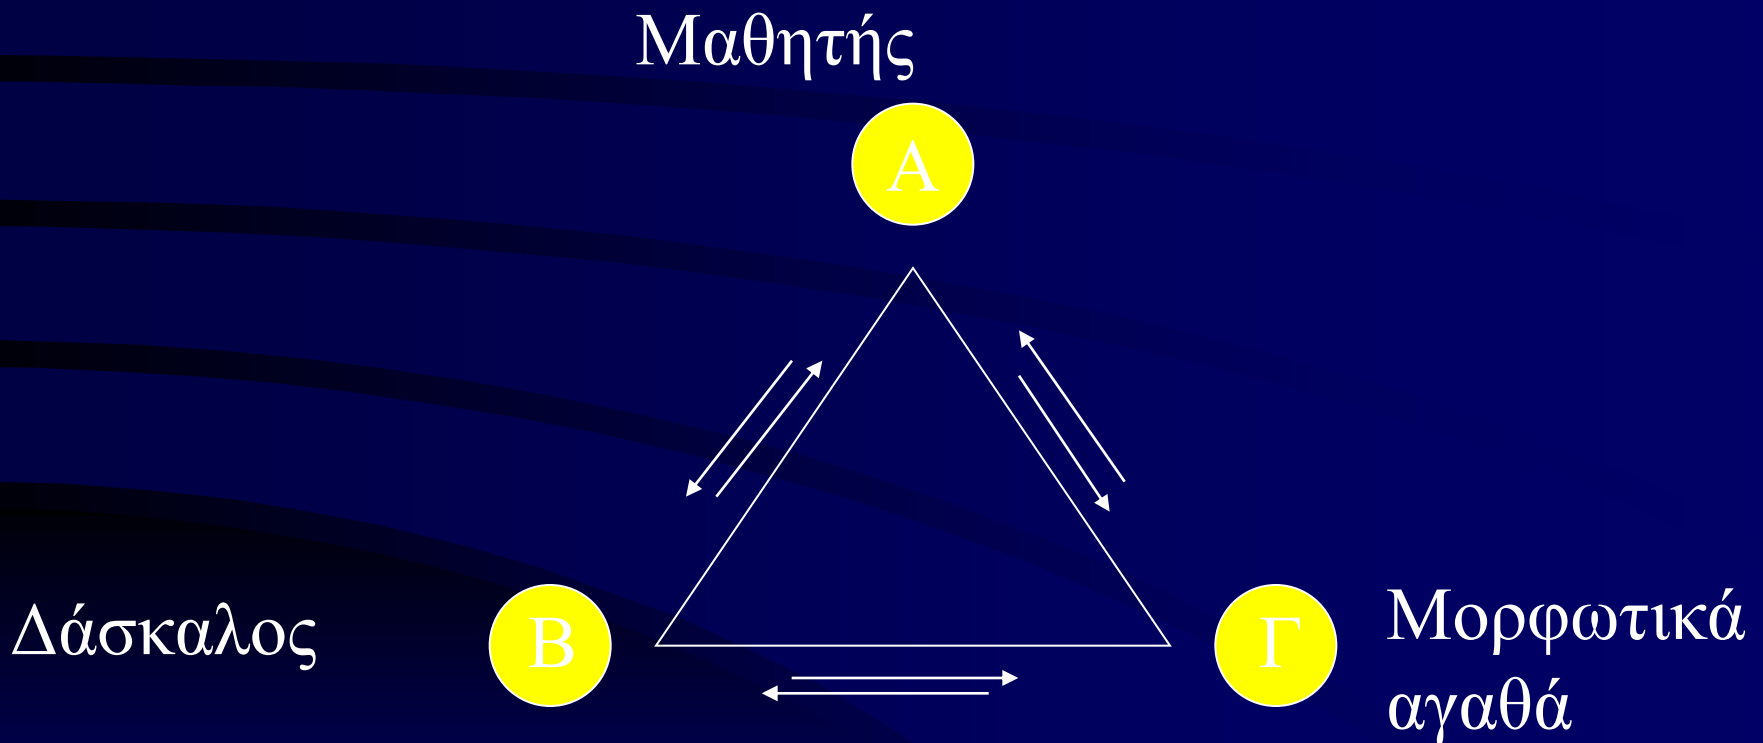 Μαθητής
Α
Δάσκαλος
Β
Γ
Μορφωτικά
αγαθά